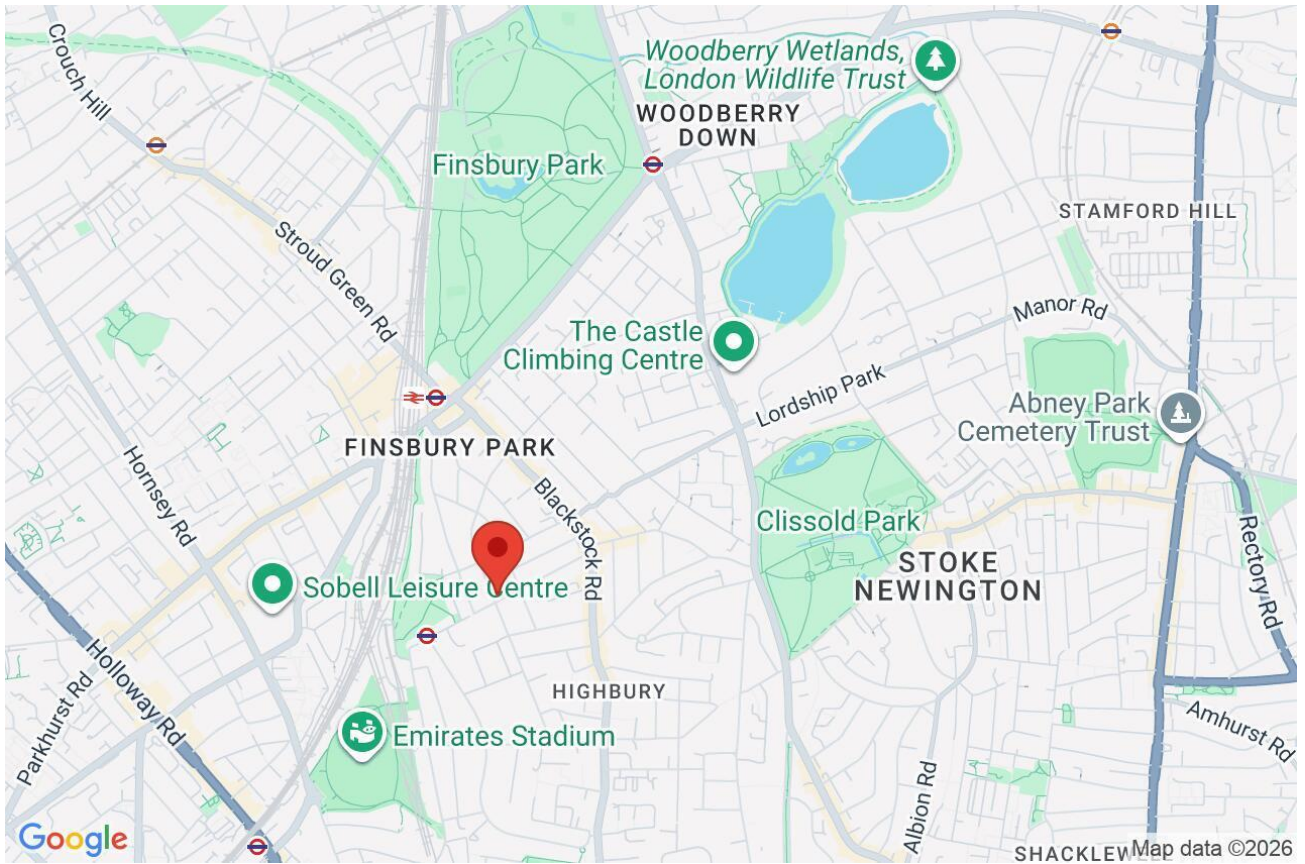 Crouch Hill
Woodberry Wetlands,
London Wildlife Trust
WOODBERRY
DOWN
Finsbury Park
STAMFORD HILL
Stroud Green Rd
Manor Rd
The Castle
Climbing Centre
Lordship Park
Abney Park
Cemetery Trust
FINSBURY PARK
Hornsey Rd
Blackstock Rd
Clissold Park
Rectory Rd
STOKE
NEWINGTON
Sobell Leisure Centre
Holloway Rd
Parkhurst Rd
HIGHBURY
Amhurst Rd
Emirates Stadium
Albion Rd
Google
Map data ©2026